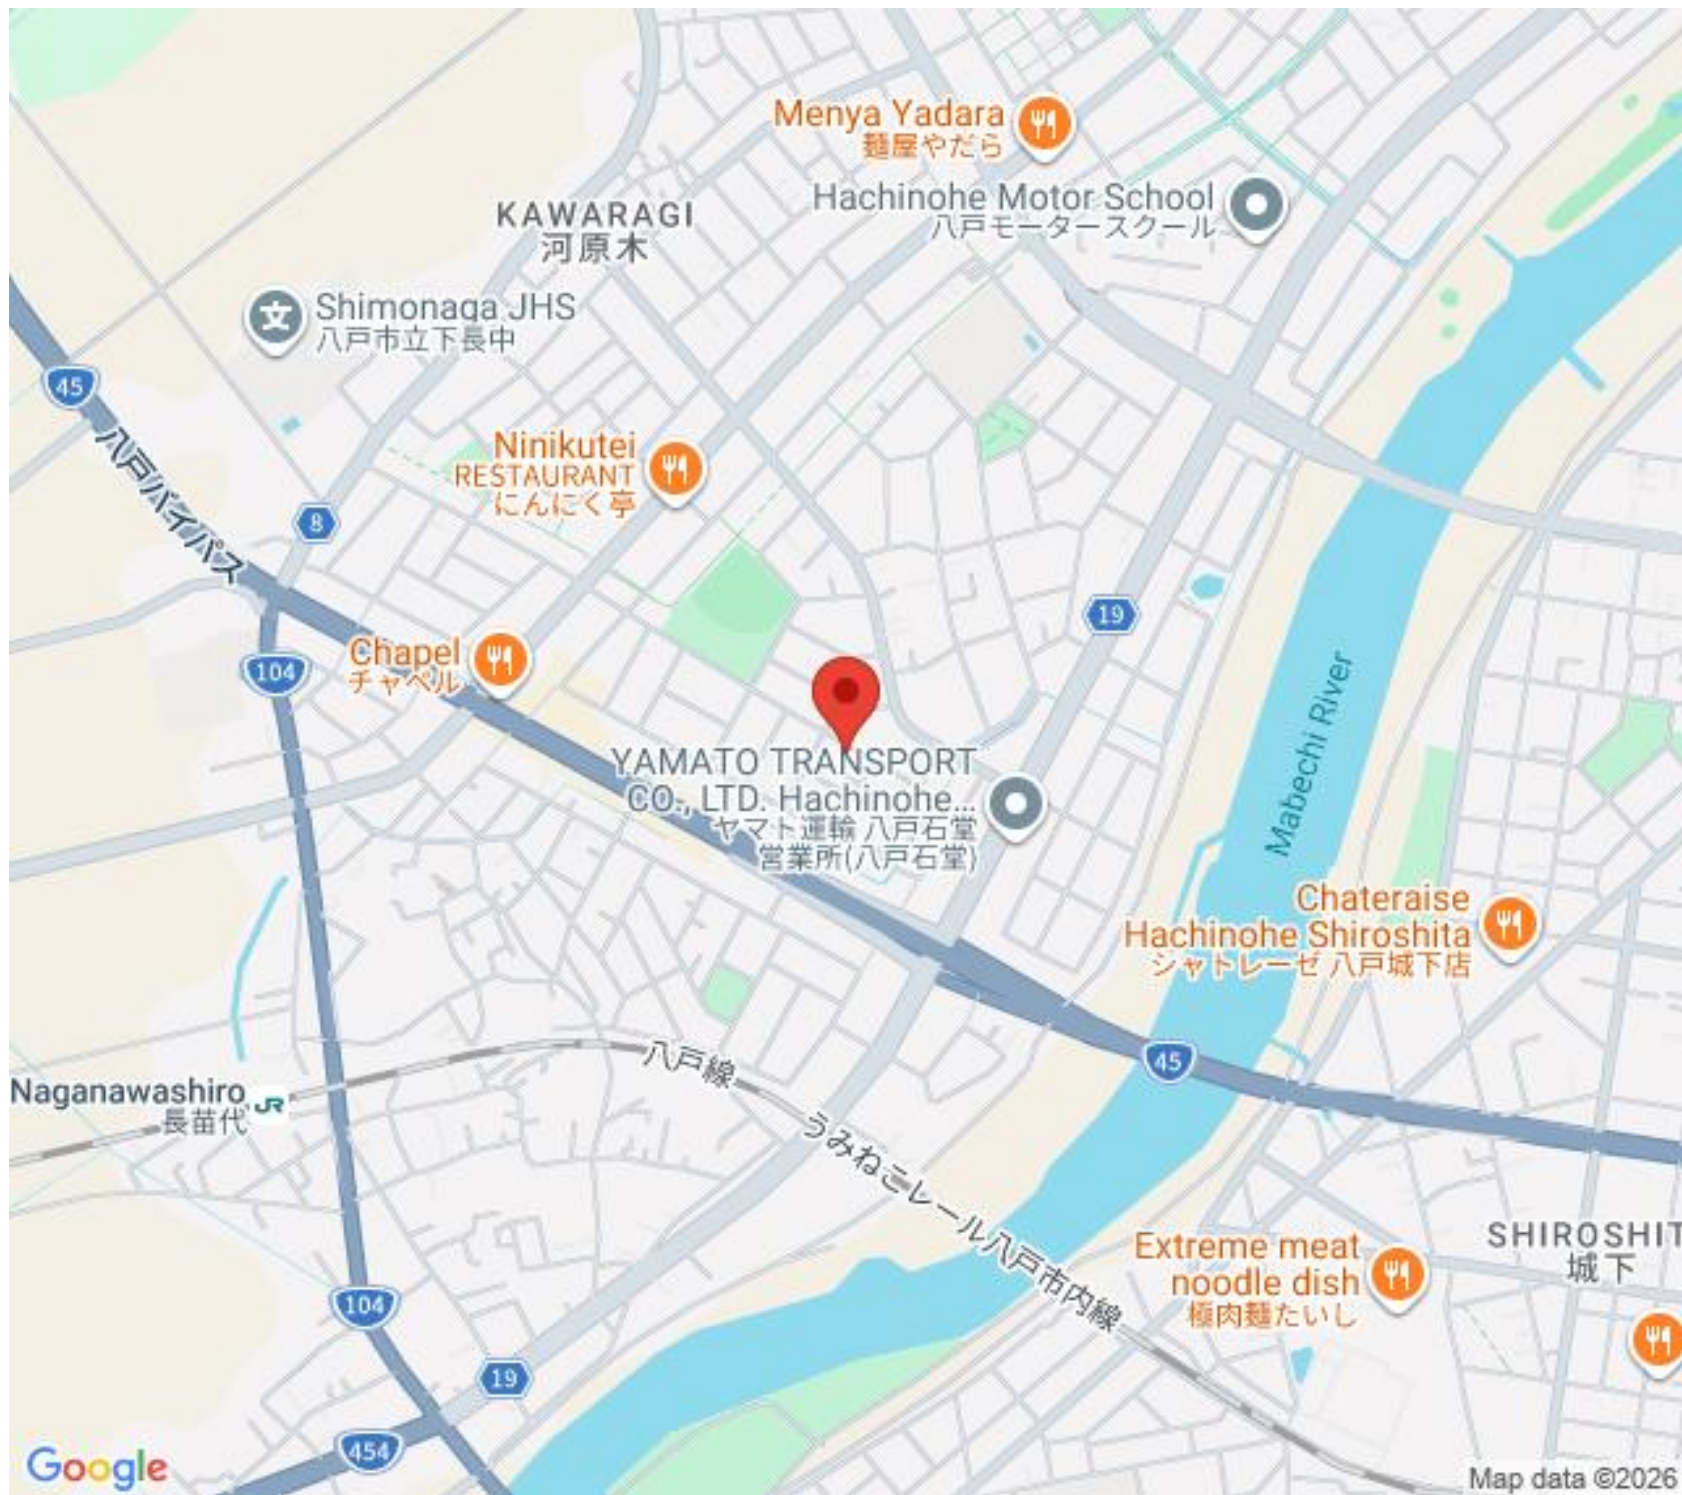 Menya Yadara
麺屋やだら
Hachinohe Motor School
八戸モータースクール
KAWARAGI
河原木
Shimonaga JHS
八戸市立下長中
45
八戸バイパス
Ninikutei
RESTAURANT
にんにく亭
8
19
Chapel
チャペル
104
YAMATO TRANSPORT
CO., LTD. Hachinohe...
ヤマト運輸 八戸石堂
営業所(八戸石堂)
Mabechi River
Chateraise
Hachinohe Shiroshita
シャトレーゼ 八戸城下店
45
八戸線
Naganawashiro
長苗代
JR
うみねこレール八戸市内線
SHIROSHIT
城下
Extreme meat
noodle dish
極肉麺たいし
104
19
454
Google
Map data ©2026